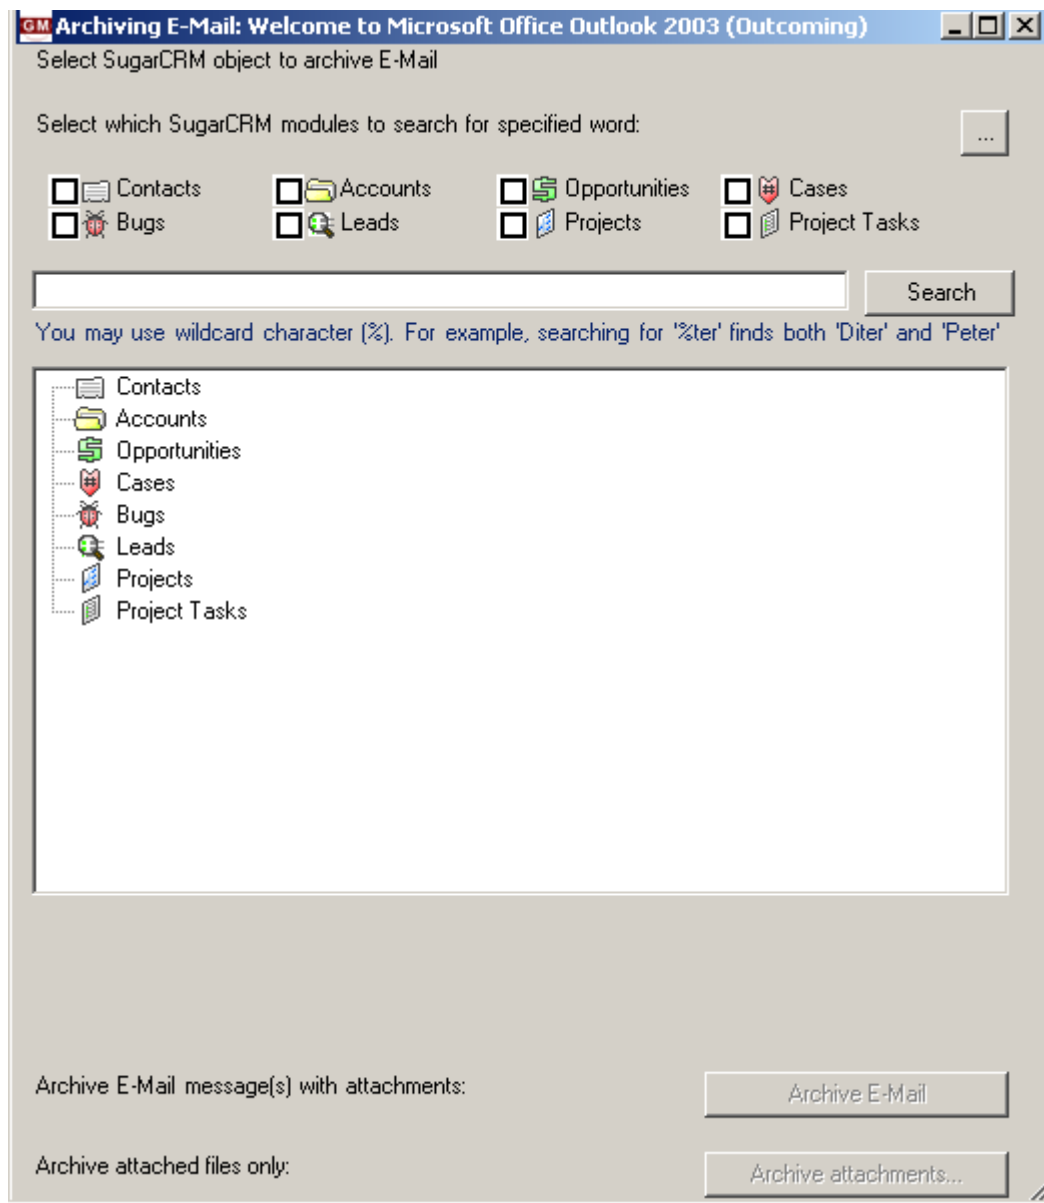 GM Archiving E-Mail: Welcome to Microsoft Office Outlook 2003 (Outcoming)
Select SugarCRM object to archive E-Mail
Select which SugarCRM modules to search for specified word:
...
Contacts Accounts Opportunities Cases
Bugs Leads Projects Project Tasks
Search
You may use wildcard character (%). For example, searching for '%ter' finds both 'Diter' and 'Peter'
Contacts
Accounts
Opportunities
Cases
Bugs
Leads
Projects
Project Tasks
Archive E-Mail message(s) with attachments: Archive E-Mail
Archive attached files only: Archive attachments...